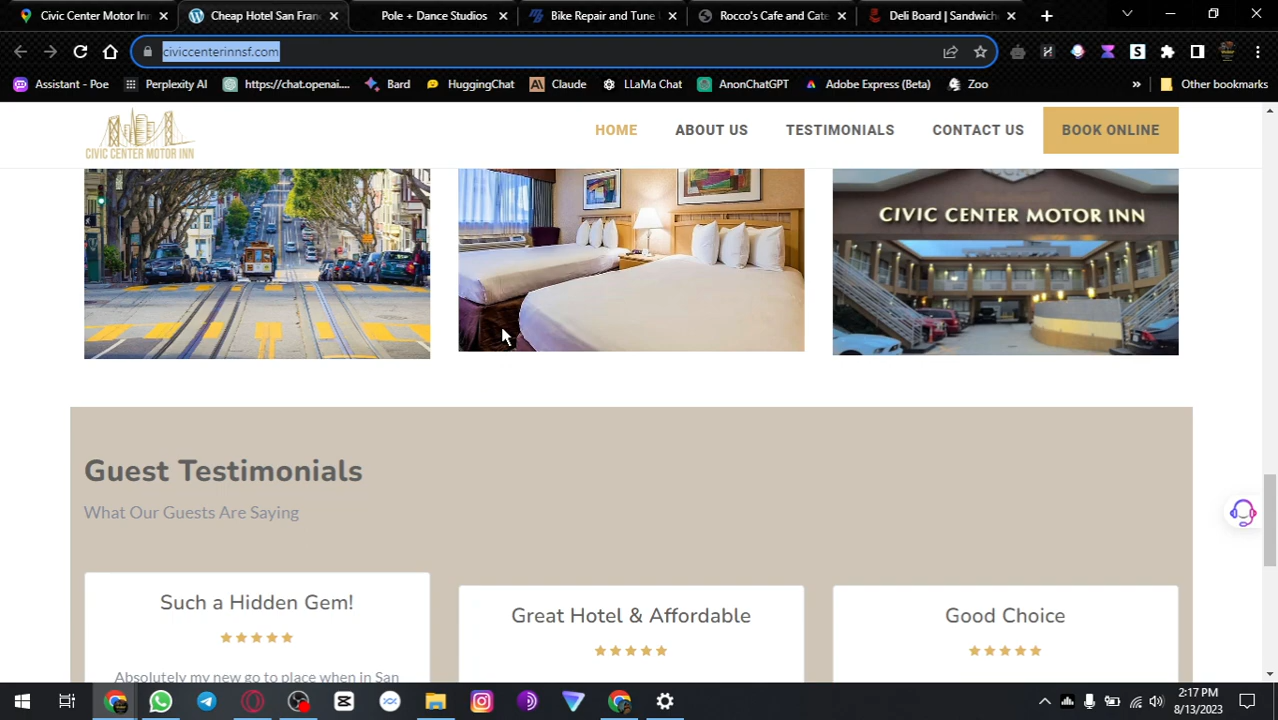 Civic Center Motor Inn
Cheap Hotel San Fran
Pole + Dance Studios
Bike Repair and Tune
Rocco's Cafe and Cate
Deli Board | Sandwich
civiccenterinnsf.com
Assistant - Poe
Perplexity AI
https://chat.openai....
Bard
HuggingChat
Claude
LLaMa Chat
AnonChatGPT
Adobe Express (Beta)
Zoo
»
Other bookmarks
CIVIC CENTER MOTOR INN
HOME
ABOUT US
TESTIMONIALS
CONTACT US
BOOK ONLINE
CIVIC CENTER MOTOR INN
Guest Testimonials
What Our Guests Are Saying
Such a Hidden Gem!
Great Hotel & Affordable
Good Choice
Absolutely my new go to place when in San
2:17 PM
8/13/2023